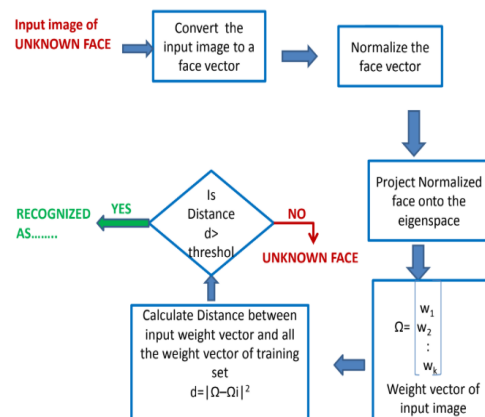 Input image of
UNKNOWN FACE
Convert the
input image to a
face vector
Normalize the
face vector
Project Normalized
face onto the
eigenspace
Ω=
w1
w2
:
wk
Weight vector of
input image
Calculate Distance between
input weight vector and all
the weight vector of training
set
d=|Ω−Ωi|²
Is
Distance
d>
threshol
NO
UNKNOWN FACE
YES
RECOGNIZED
AS........